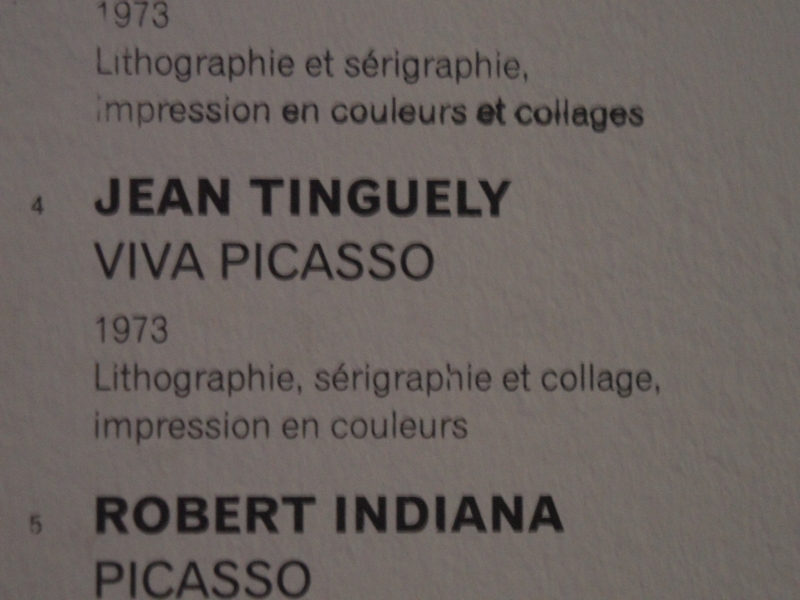 1973
Lithographie et sérigraphie,
impression en couleurs et collages
4 JEAN TINGUELY
VIVA PICASSO
1973
Lithographie, sérigraphie et collage,
impression en couleurs
5 ROBERT INDIANA
PICASSO